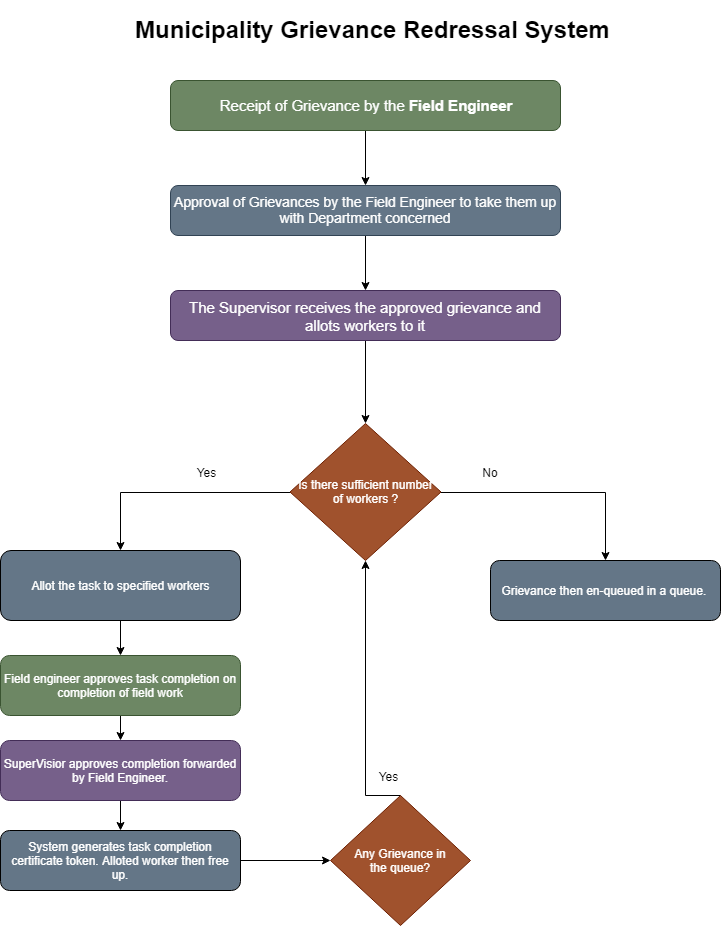 Municipality Grievance Redressal System
Receipt of Grievance by the Field Engineer
Approval of Grievances by the Field Engineer to take them up
with Department concerned
The Supervisor receives the approved grievance and
allots workers to it
Is there sufficient number
of workers ?
Yes
No
Allot the task to specified workers
Grievance then en-queued in a queue.
Field engineer approves task completion on
completion of field work
SuperVisior approves completion forwarded
by Field Engineer.
System generates task completion
certificate token. Alloted worker then free
up.
Yes
Any Grievance in
the queue?